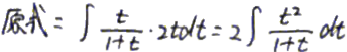 原式 = ∫ t/(1+t) · 2t dt = 2∫ t²/(1+t) dt